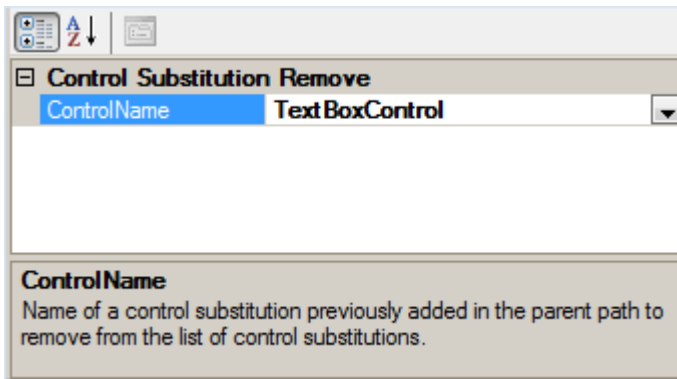 A
Z
Control Substitution Remove
ControlName TextBoxControl
ControlName
Name of a control substitution previously added in the parent path to
remove from the list of control substitutions.